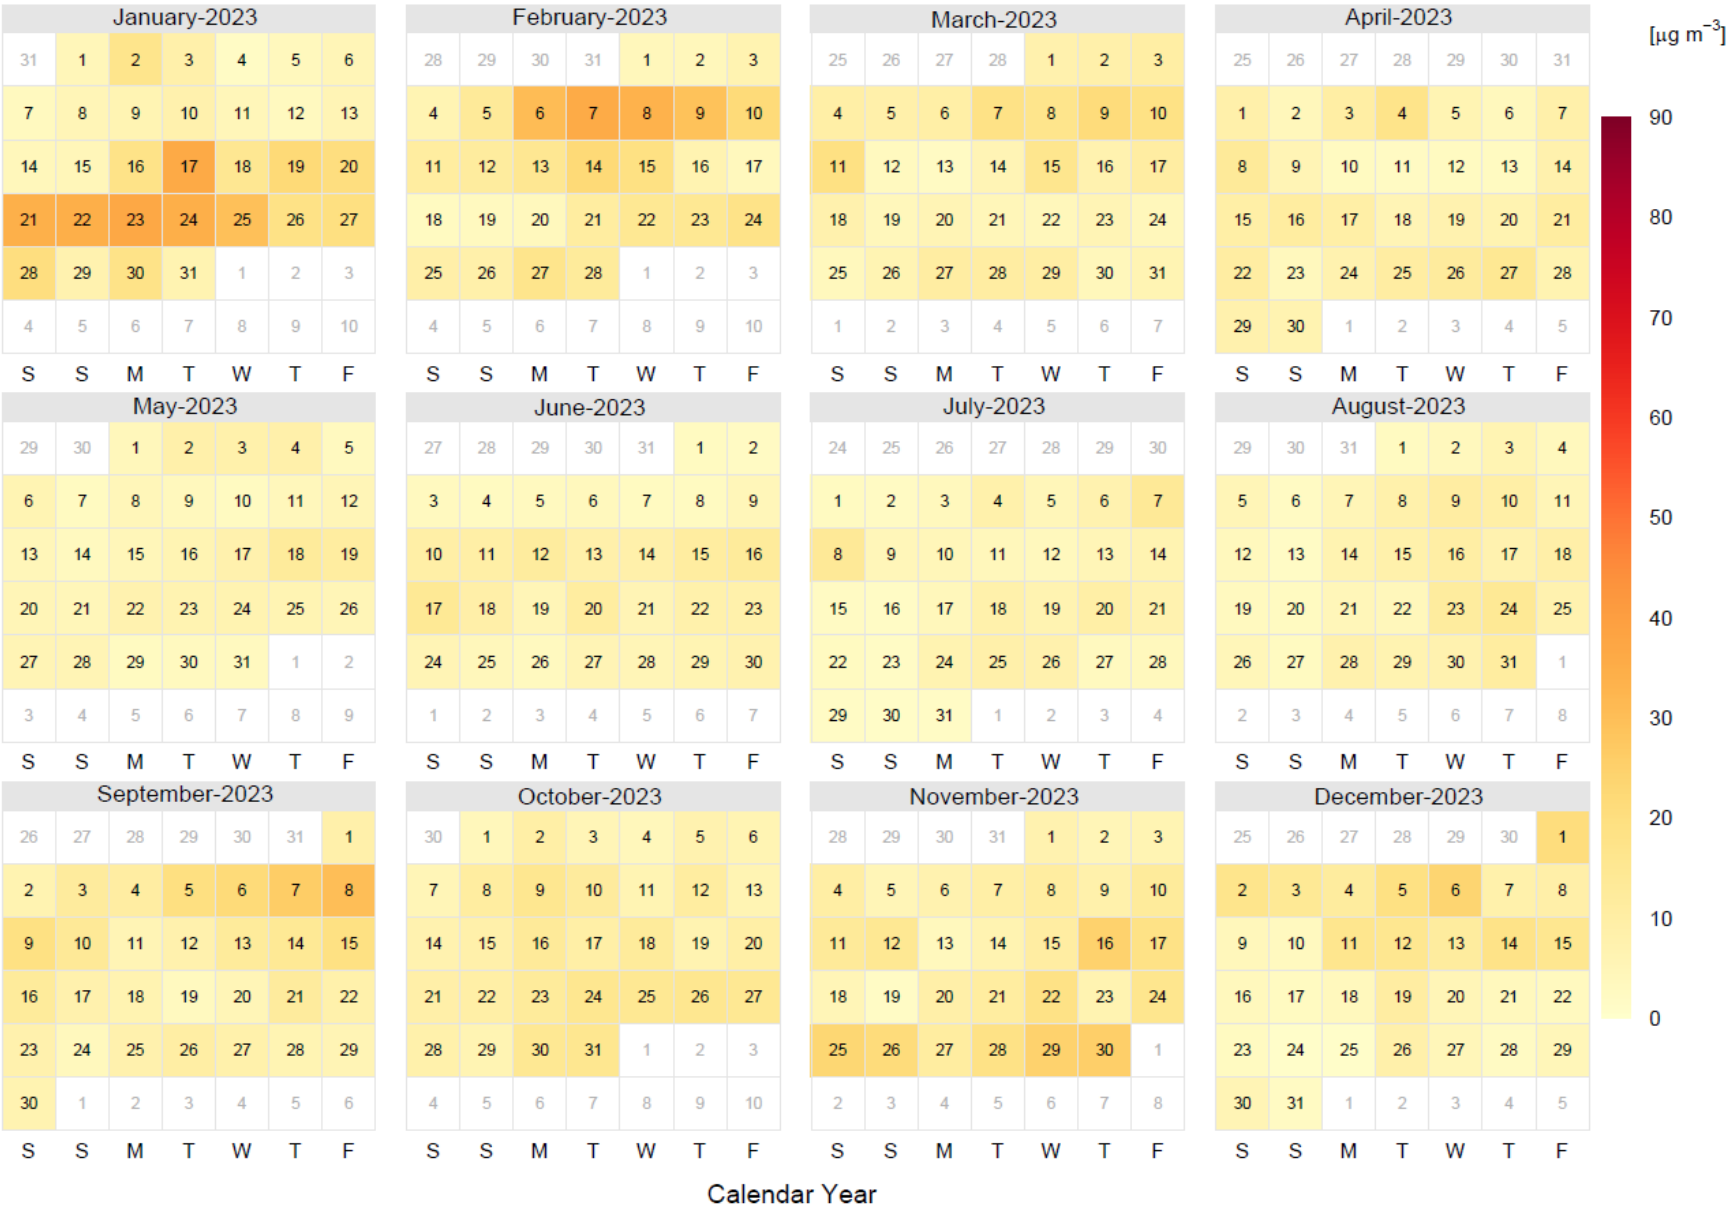 January-2023 February-2023 March-2023 April-2023 [μg m−3]
31 1 2 3 4 5 6 28 29 30 31 1 2 3 25 26 27 28 1 2 3 25 26 27 28 29 30 31
7 8 9 10 11 12 13 4 5 6 7 8 9 10 4 5 6 7 8 9 10 1 2 3 4 5 6 7 90
14 15 16 17 18 19 20 11 12 13 14 15 16 17 11 12 13 14 15 16 17 8 9 10 11 12 13 14
21 22 23 24 25 26 27 18 19 20 21 22 23 24 18 19 20 21 22 23 24 15 16 17 18 19 20 21 80
28 29 30 31 1 2 3 25 26 27 28 1 2 3 25 26 27 28 29 30 31 22 23 24 25 26 27 28
4 5 6 7 8 9 10 4 5 6 7 8 9 10 1 2 3 4 5 6 7 29 30 1 2 3 4 5 70
S S M T W T F S S M T W T F S S M T W T F S S M T W T F
May-2023 June-2023 July-2023 August-2023 60
29 30 1 2 3 4 5 27 28 29 30 31 1 2 24 25 26 27 28 29 30 29 30 31 1 2 3 4
6 7 8 9 10 11 12 3 4 5 6 7 8 9 1 2 3 4 5 6 7 5 6 7 8 9 10 11 50
13 14 15 16 17 18 19 10 11 12 13 14 15 16 8 9 10 11 12 13 14 12 13 14 15 16 17 18
20 21 22 23 24 25 26 17 18 19 20 21 22 23 15 16 17 18 19 20 21 19 20 21 22 23 24 25 40
27 28 29 30 31 1 2 24 25 26 27 28 29 30 22 23 24 25 26 27 28 26 27 28 29 30 31 1
3 4 5 6 7 8 9 1 2 3 4 5 6 7 29 30 31 1 2 3 4 2 3 4 5 6 7 8 30
S S M T W T F S S M T W T F S S M T W T F S S M T W T F
September-2023 October-2023 November-2023 December-2023 20
26 27 28 29 30 31 1 30 1 2 3 4 5 6 28 29 30 31 1 2 3 25 26 27 28 29 30 1
2 3 4 5 6 7 8 7 8 9 10 11 12 13 4 5 6 7 8 9 10 2 3 4 5 6 7 8
9 10 11 12 13 14 15 14 15 16 17 18 19 20 11 12 13 14 15 16 17 9 10 11 12 13 14 15 10
16 17 18 19 20 21 22 21 22 23 24 25 26 27 18 19 20 21 22 23 24 16 17 18 19 20 21 22 0
23 24 25 26 27 28 29 28 29 30 31 1 2 3 25 26 27 28 29 30 1 23 24 25 26 27 28 29
30 1 2 3 4 5 6 4 5 6 7 8 9 10 2 3 4 5 6 7 8 30 31 1 2 3 4 5
S S M T W T F S S M T W T F S S M T W T F S S M T W T F
Calendar Year